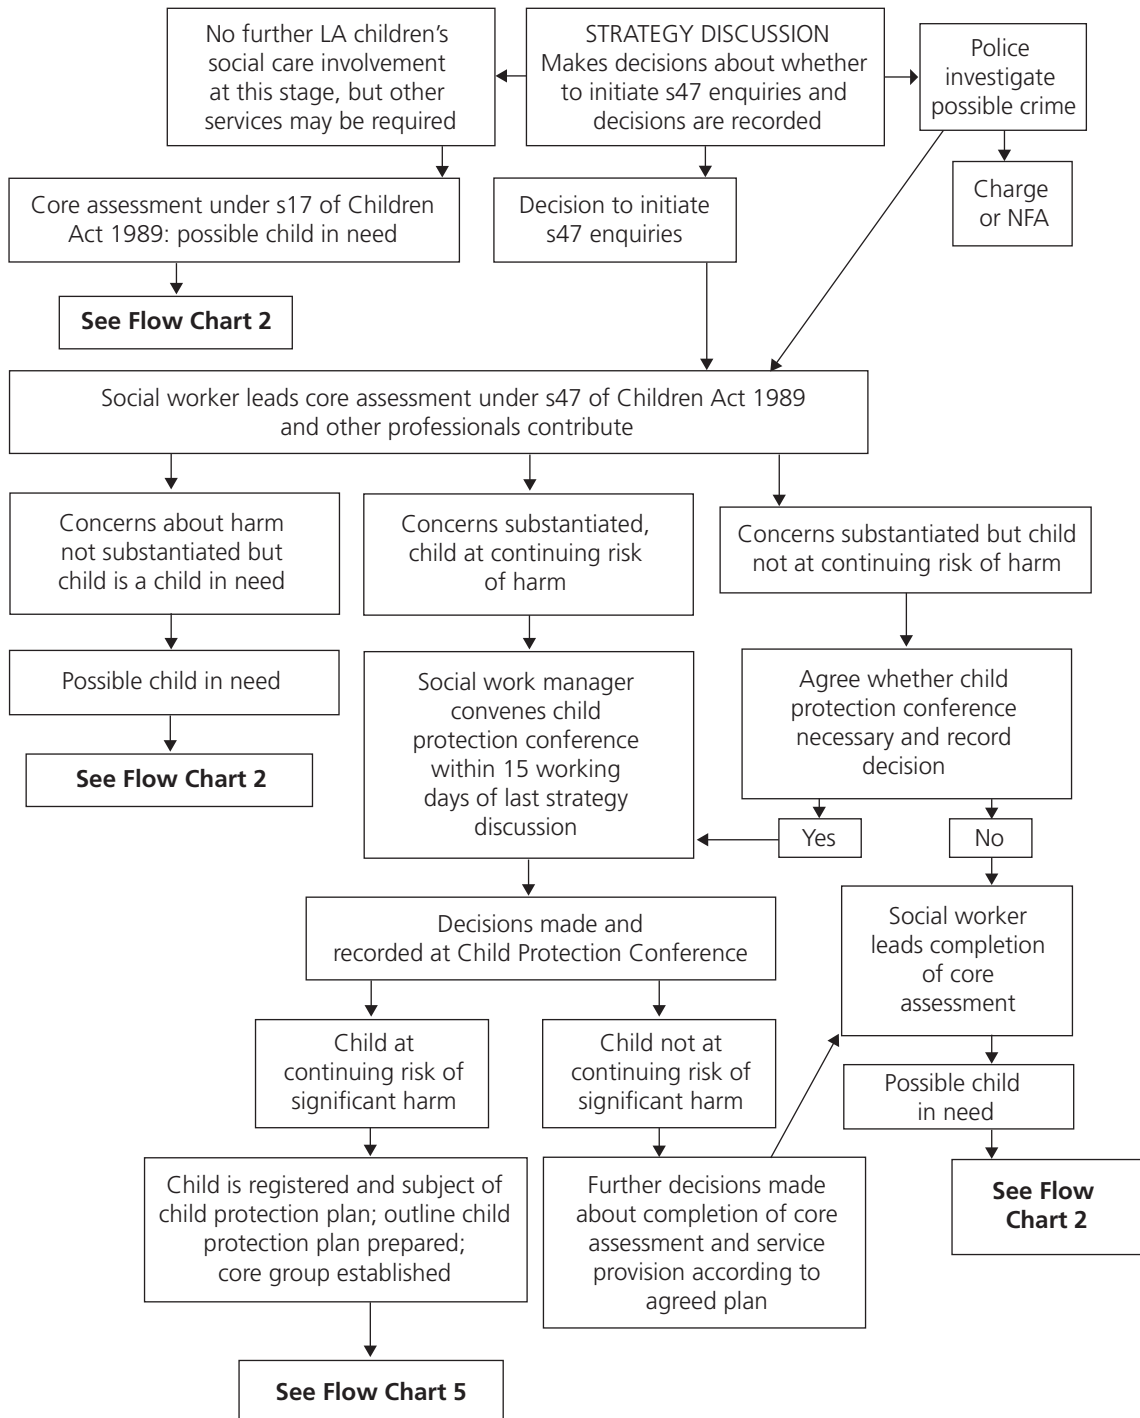 No further LA children’s
social care involvement
at this stage, but other
services may be required
STRATEGY DISCUSSION
Makes decisions about whether
to initiate s47 enquiries and
decisions are recorded
Police
investigate
possible crime
Core assessment under s17 of Children
Act 1989: possible child in need
Decision to initiate
s47 enquiries
Charge
or NFA
See Flow Chart 2
Social worker leads core assessment under s47 of Children Act 1989
and other professionals contribute
Concerns about harm
not substantiated but
child is a child in need
Concerns substantiated,
child at continuing risk
of harm
Concerns substantiated but child
not at continuing risk of harm
Possible child in need
Social work manager
convenes child
protection conference
within 15 working
days of last strategy
discussion
Agree whether child
protection conference
necessary and record
decision
See Flow Chart 2
Yes
No
Decisions made and
recorded at Child Protection Conference
Social worker
leads completion
of core
assessment
Child at
continuing risk of
significant harm
Child not at
continuing risk of
significant harm
Possible child
in need
Child is registered and subject of
child protection plan; outline child
protection plan prepared;
core group established
Further decisions made
about completion of core
assessment and service
provision according to
agreed plan
See Flow
Chart 2
See Flow Chart 5